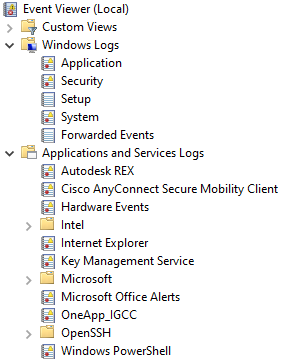 Event Viewer (Local)
Custom Views
Windows Logs
Application
Security
Setup
System
Forwarded Events
Applications and Services Logs
Autodesk REX
Cisco AnyConnect Secure Mobility Client
Hardware Events
Intel
Internet Explorer
Key Management Service
Microsoft
Microsoft Office Alerts
OneApp_IGCC
OpenSSH
Windows PowerShell